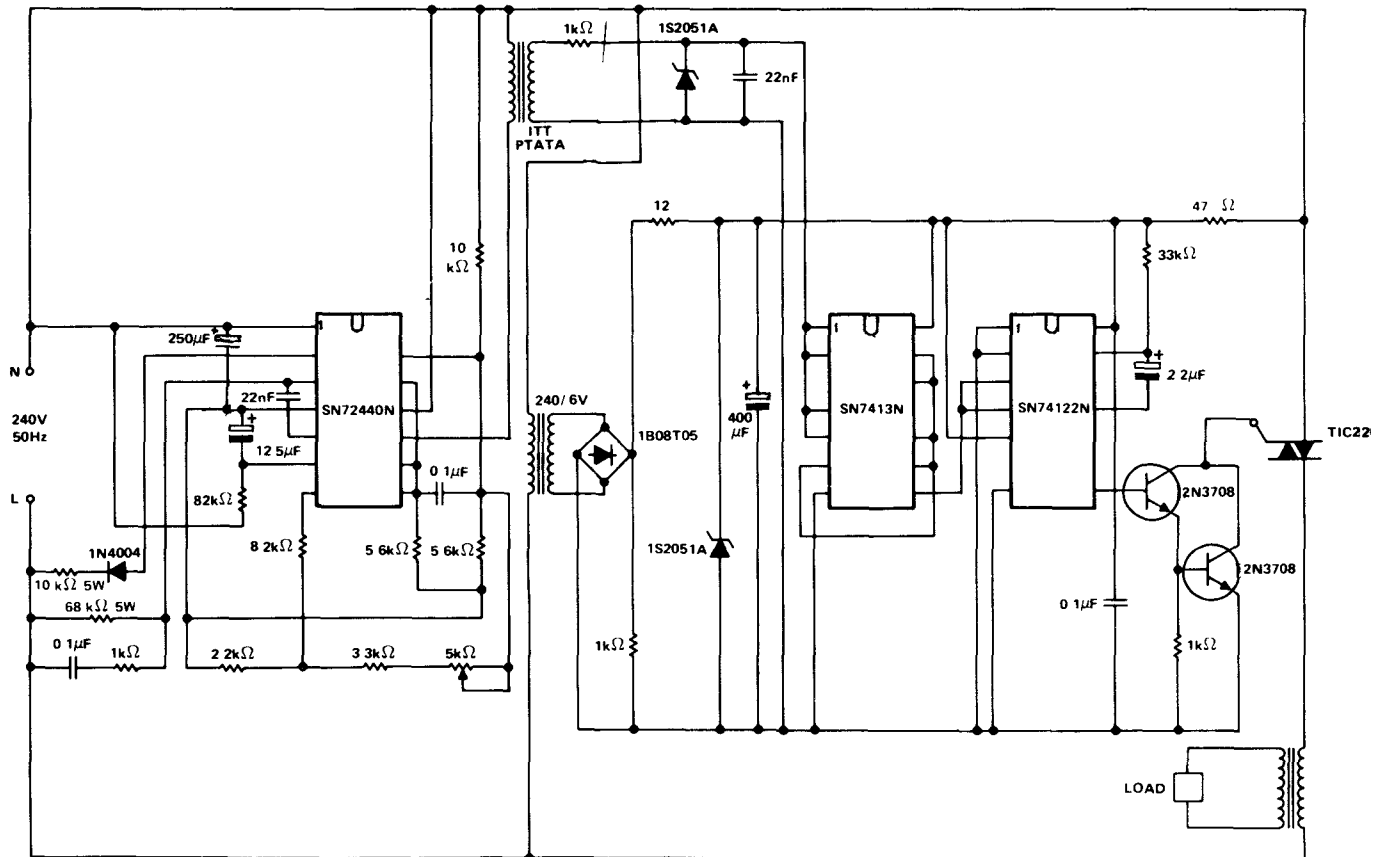 1kΩ
1S2051A
22nF
ITT
PTATA
12
47 Ω
10
kΩ
33kΩ
250µF
+
1
1
1
N
22nF
SN72440N
240/6V
+
SN7413N
SN74122N
+
2 2µF
240V
50Hz
+
12 5µF
400
µF
1B08T05
TIC22
L
82kΩ
0 1µF
2N3708
1N4004
8 2kΩ
5 6kΩ
5 6kΩ
1S2051A
2N3708
10 kΩ 5W
68 kΩ 5W
0 1µF
0 1µF
1kΩ
2 2kΩ
3 3kΩ
5kΩ
1kΩ
1kΩ
LOAD